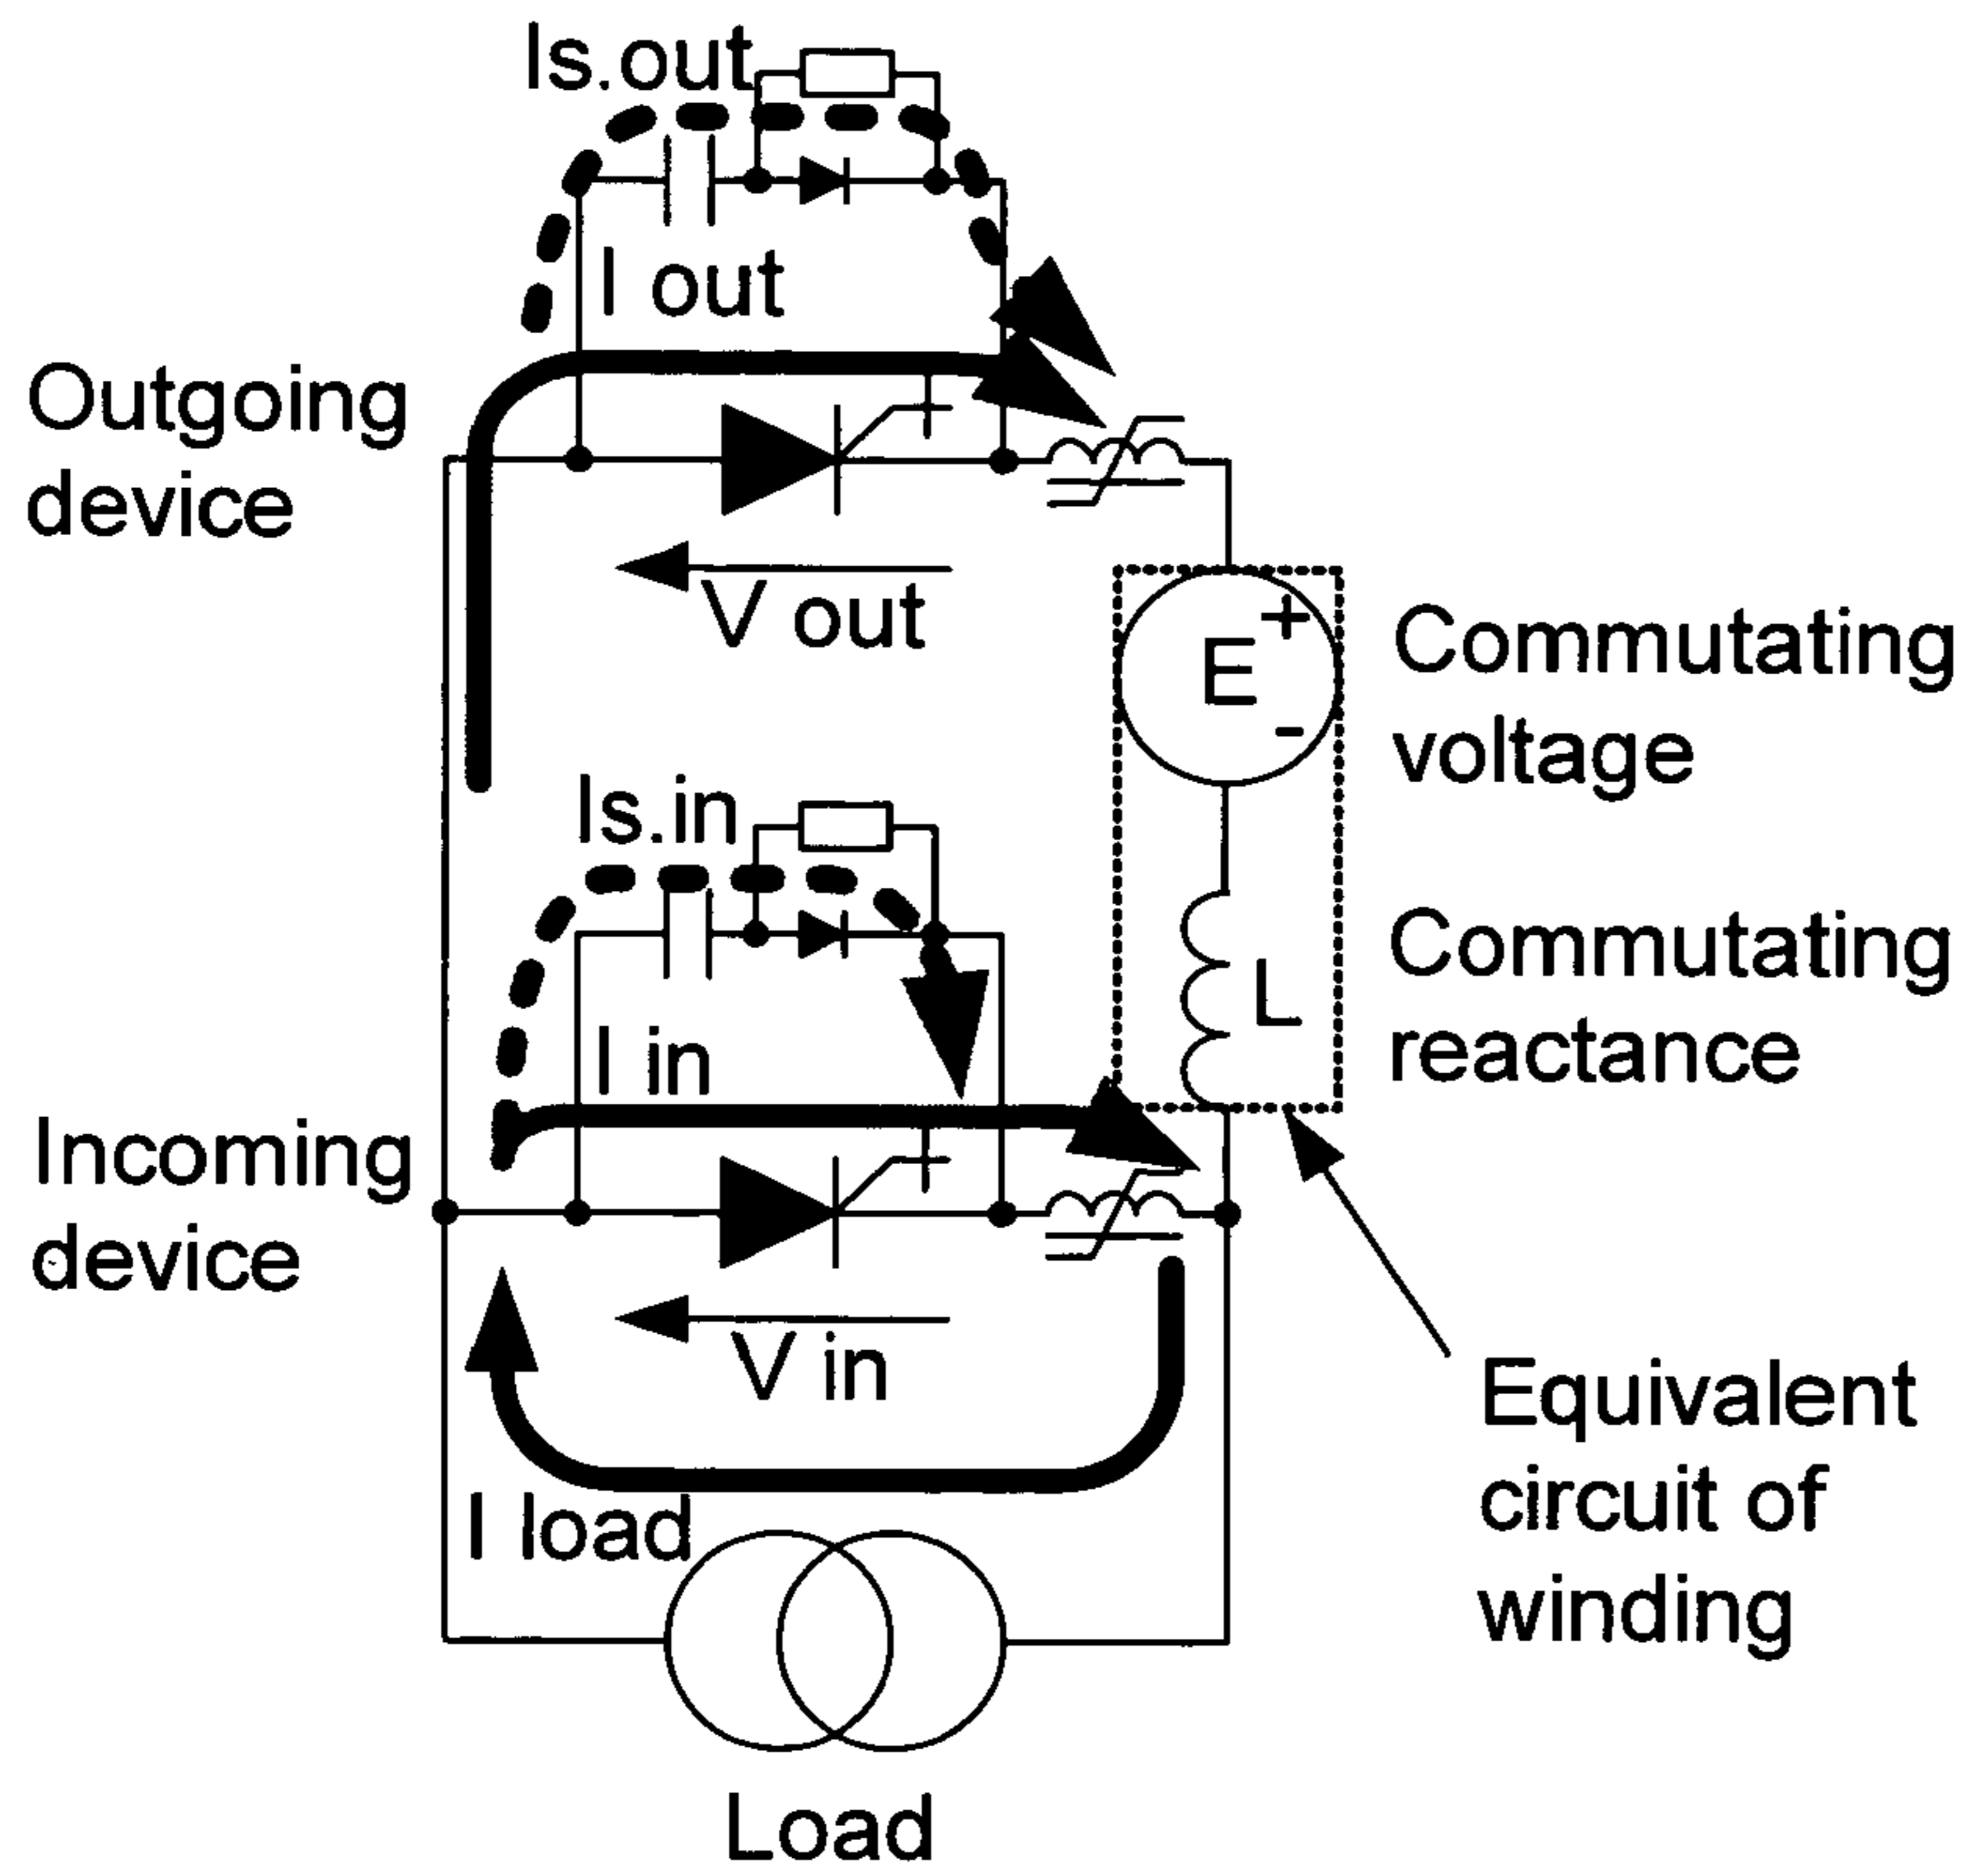 Is.out
I out
Outgoing
device
V out
+
E
-
Commutating
voltage
Is.in
Commutating
reactance
L
I in
Incoming
device
V in
Equivalent
circuit of
winding
I load
Load